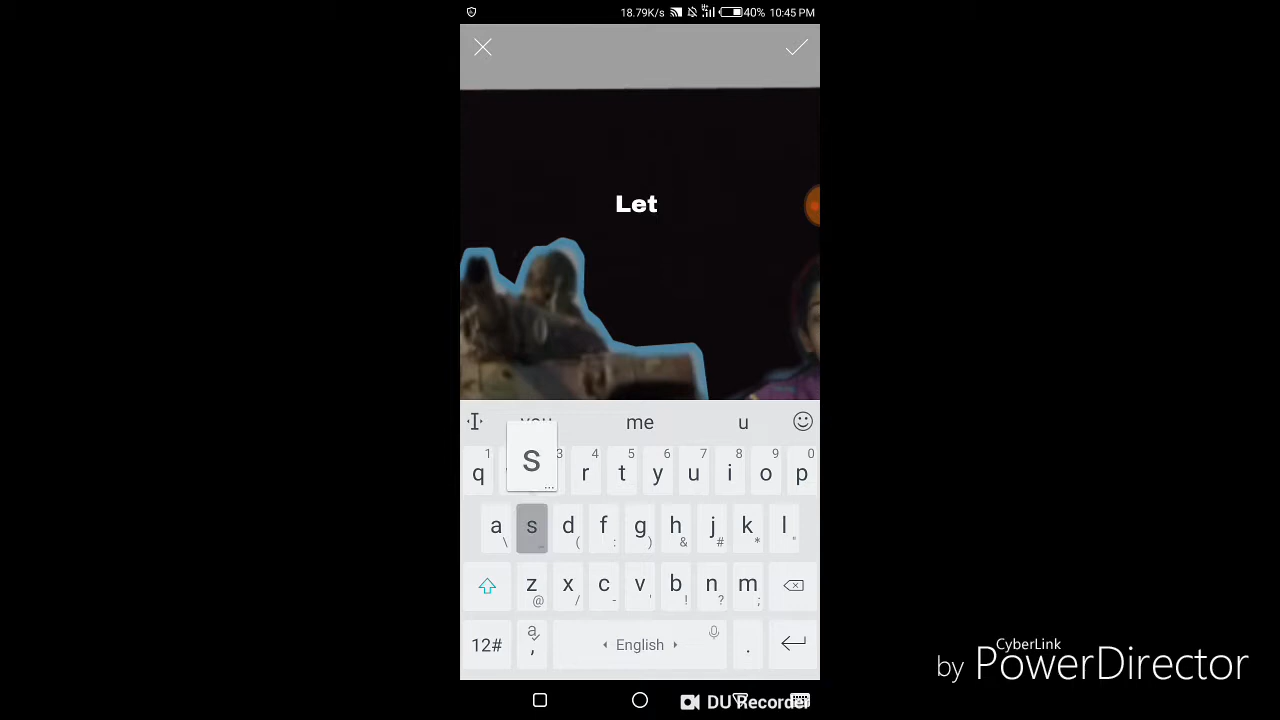 18.79K/s 40% 10:45 PM
Let
you me u
s
1 3 4 5 6 7 8 9 0
q r t y u i o p
a s d f g h j k l
\ ( : ) & # * °
z x c v b n m
@ / - ' ! ? ;
a
12# , English .
CyberLink
by PowerDirector
DU Recorder